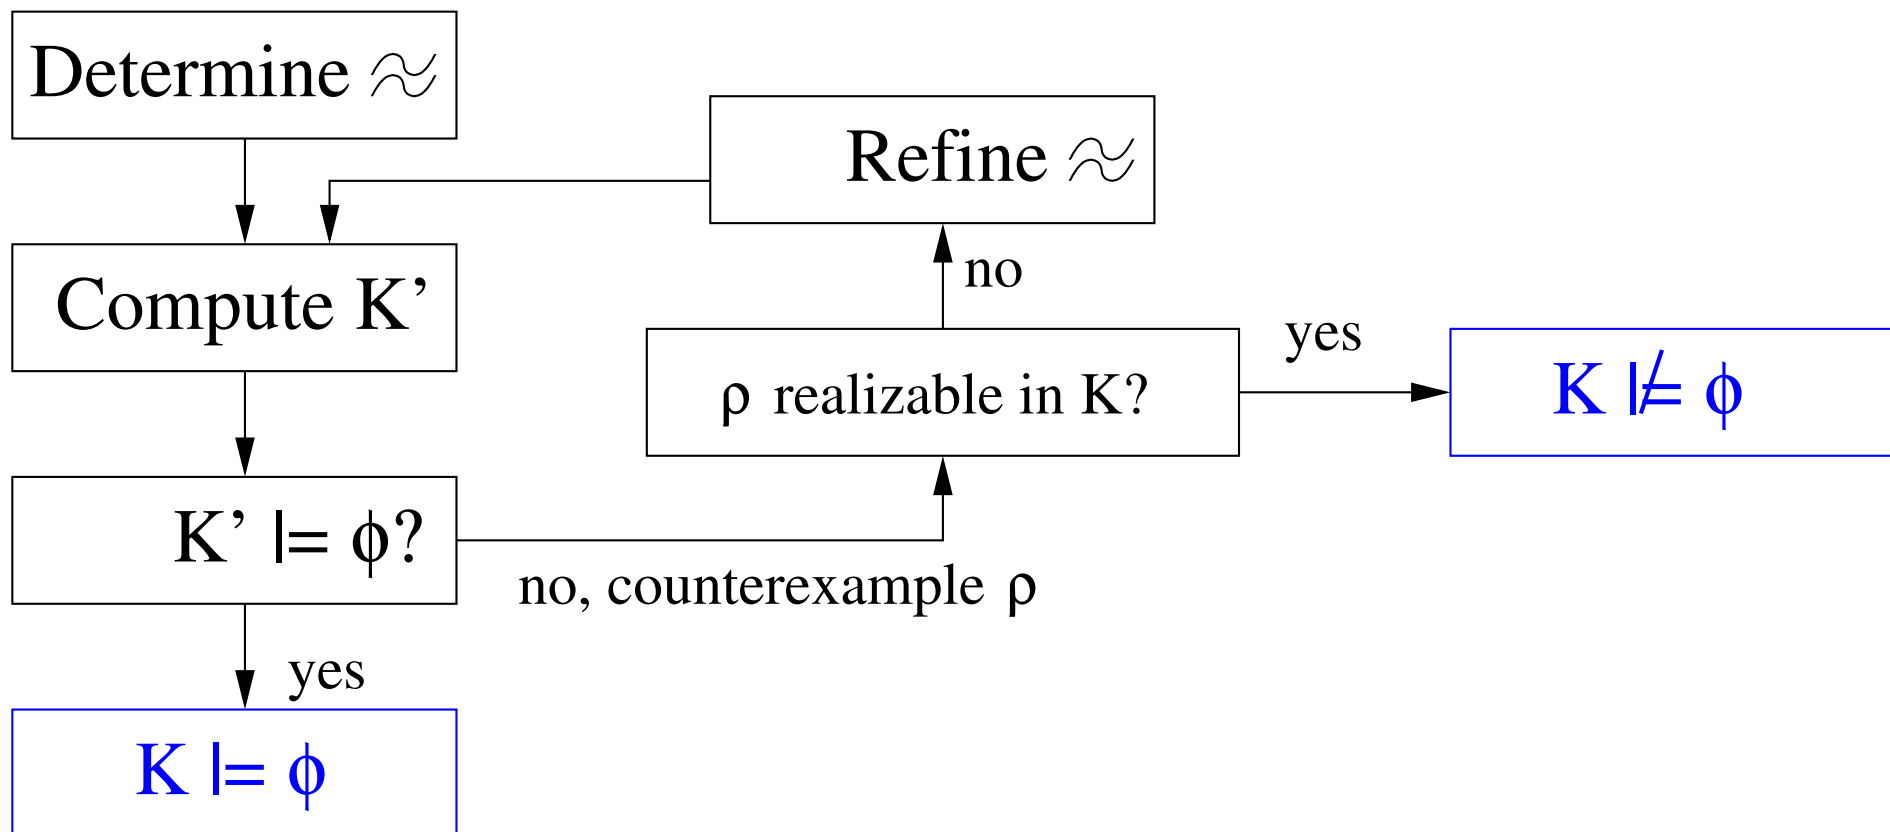 Determine ≈
Refine ≈
Compute K’
no
yes
ρ realizable in K?
K |≠ ϕ
K’ |= ϕ?
no, counterexample ρ
yes
K |= ϕ